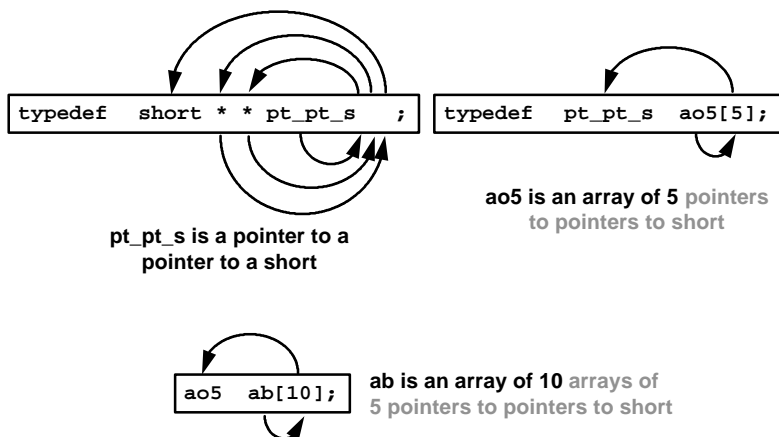 typedef short * * pt_pt_s ;
typedef pt_pt_s ao5[5];
pt_pt_s is a pointer to a
pointer to a short
ao5 is an array of 5 pointers
to pointers to short
ao5 ab[10];
ab is an array of 10 arrays of
5 pointers to pointers to short